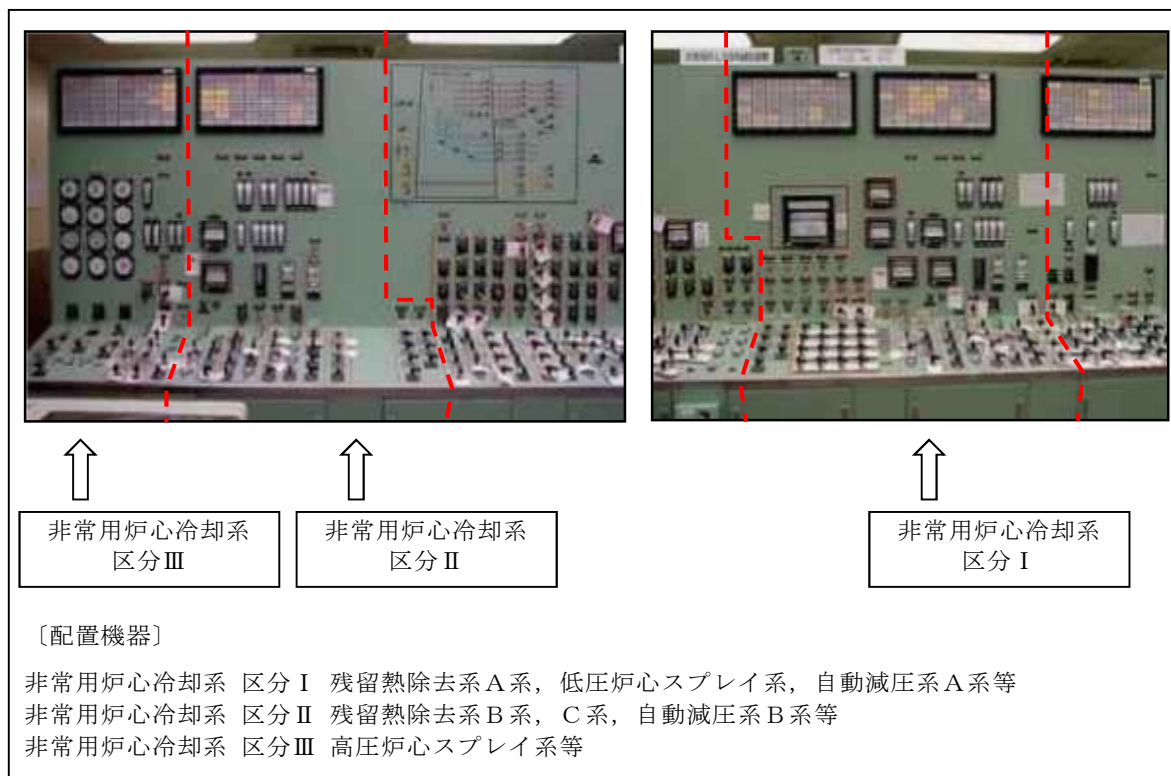 非常用炉心冷却系
区分Ⅲ
非常用炉心冷却系
区分Ⅱ
非常用炉心冷却系
区分Ⅰ
〔配置機器〕
非常用炉心冷却系 区分Ⅰ 残留熱除去系Ａ系，低圧炉心スプレイ系，自動減圧系Ａ系等
非常用炉心冷却系 区分Ⅱ 残留熱除去系Ｂ系，Ｃ系，自動減圧系Ｂ系等
非常用炉心冷却系 区分Ⅲ 高圧炉心スプレイ系等